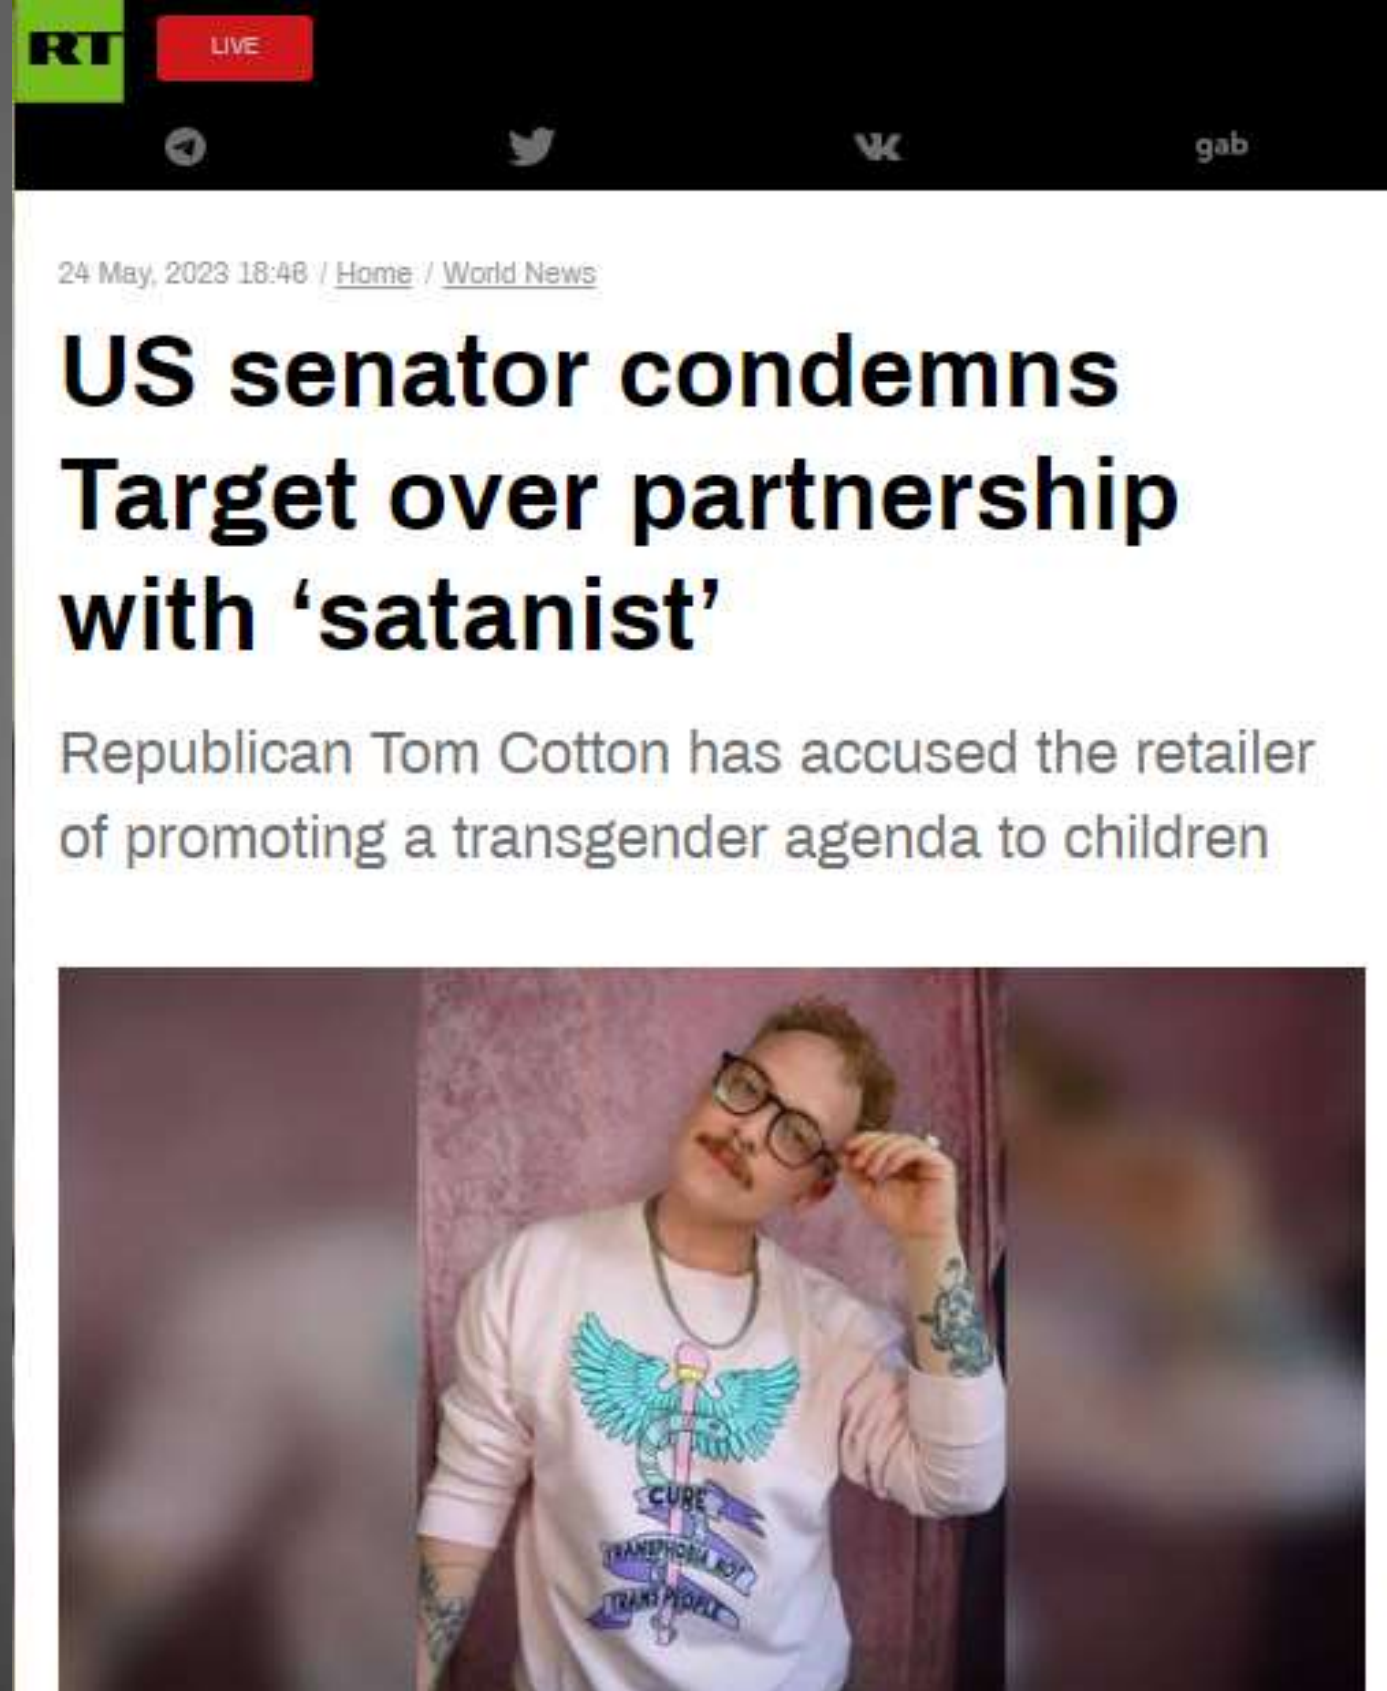 RT
LIVE
gab
24 May, 2023 18:46 / Home / World News
US senator condemns
Target over partnership
with ‘satanist’
Republican Tom Cotton has accused the retailer
of promoting a transgender agenda to children
CURE
TRANSPHOBIA NOT
TRANS PEOPLE